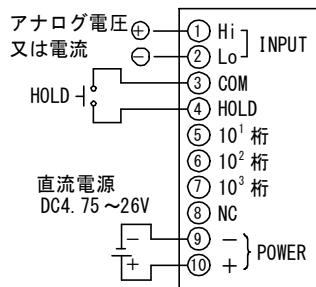 アナログ電圧
又は電流
⊕
⊖
① Hi
② Lo
INPUT
③ COM
④ HOLD
HOLD
⑤ 10¹ 桁
⑥ 10² 桁
⑦ 10³ 桁
⑧ NC
直流電源
DC4.75～26V
⑨ −
⑩ +
POWER
−
+